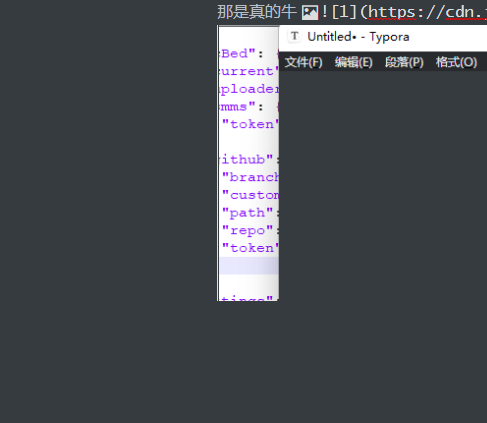 那是真的牛 ![1](https://cdn.j
Untitled• - Typora
文件(F) 编辑(E) 段落(P) 格式(O)
Bed":
current"
ploader
mms":
"token"
ithub":
"branch
"custom
"path":
"repo":
"token"
tings"